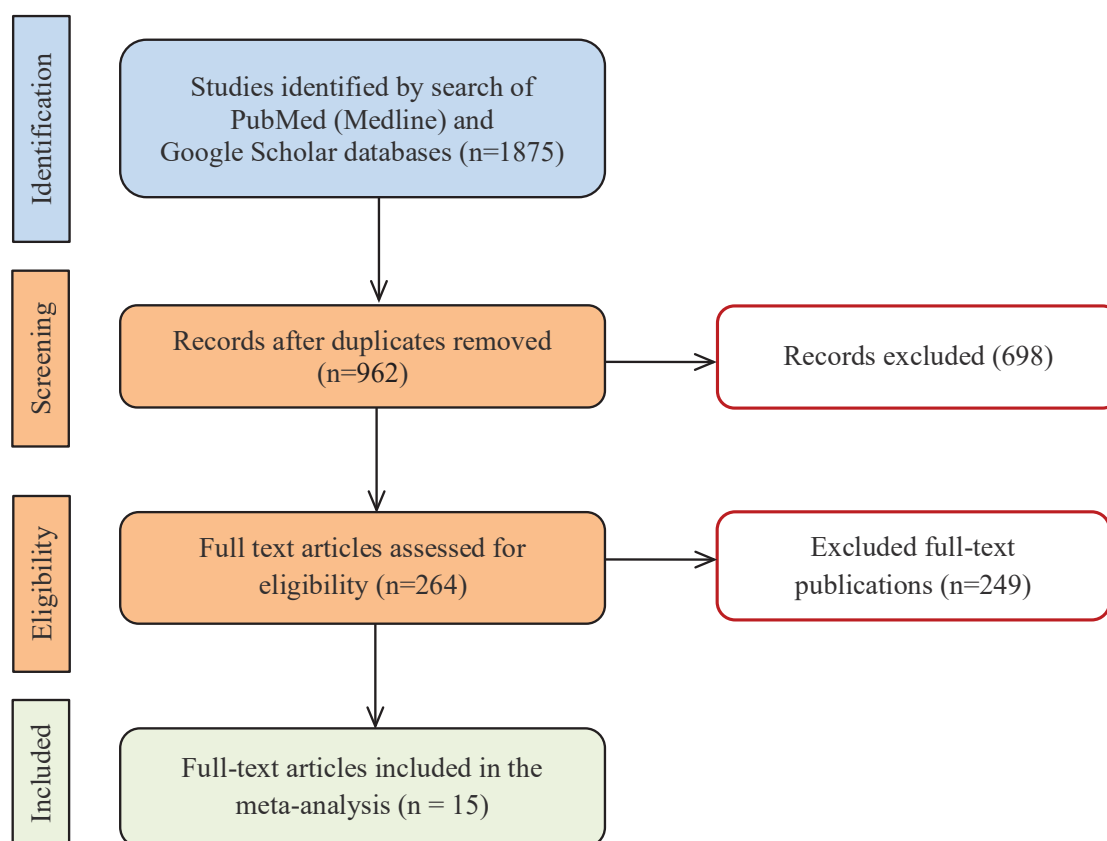 Identification
Studies identified by search of
PubMed (Medline) and
Google Scholar databases (n=1875)
Screening
Records after duplicates removed
(n=962)
Records excluded (698)
Eligibility
Full text articles assessed for
eligibility (n=264)
Excluded full-text
publications (n=249)
Included
Full-text articles included in the
meta-analysis (n = 15)